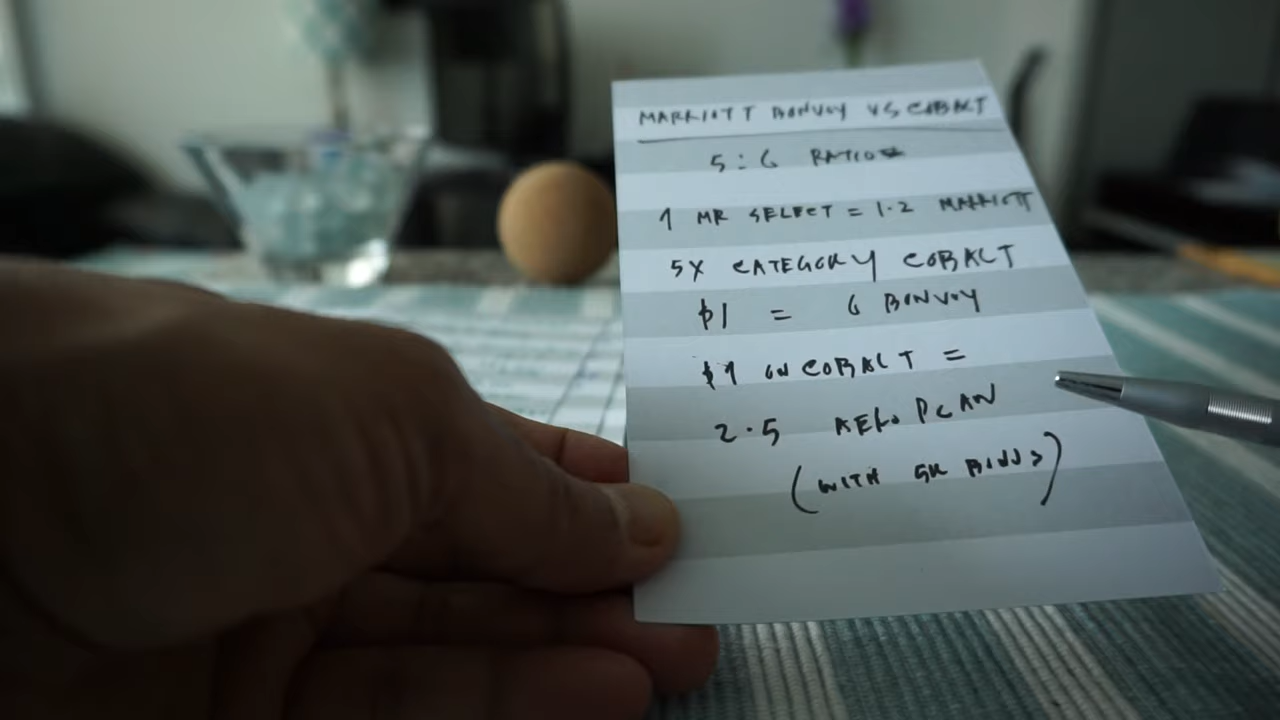 MARRIOTT BONVOY VS COBALT
5:6 RATIO
1 MR SELECT = 1.2 MARRIOTT
5X CATEGORY COBALT
$1 = 6 BONVOY
$1 ON COBALT =
2.5 AEROPLAN
(WITH 5K